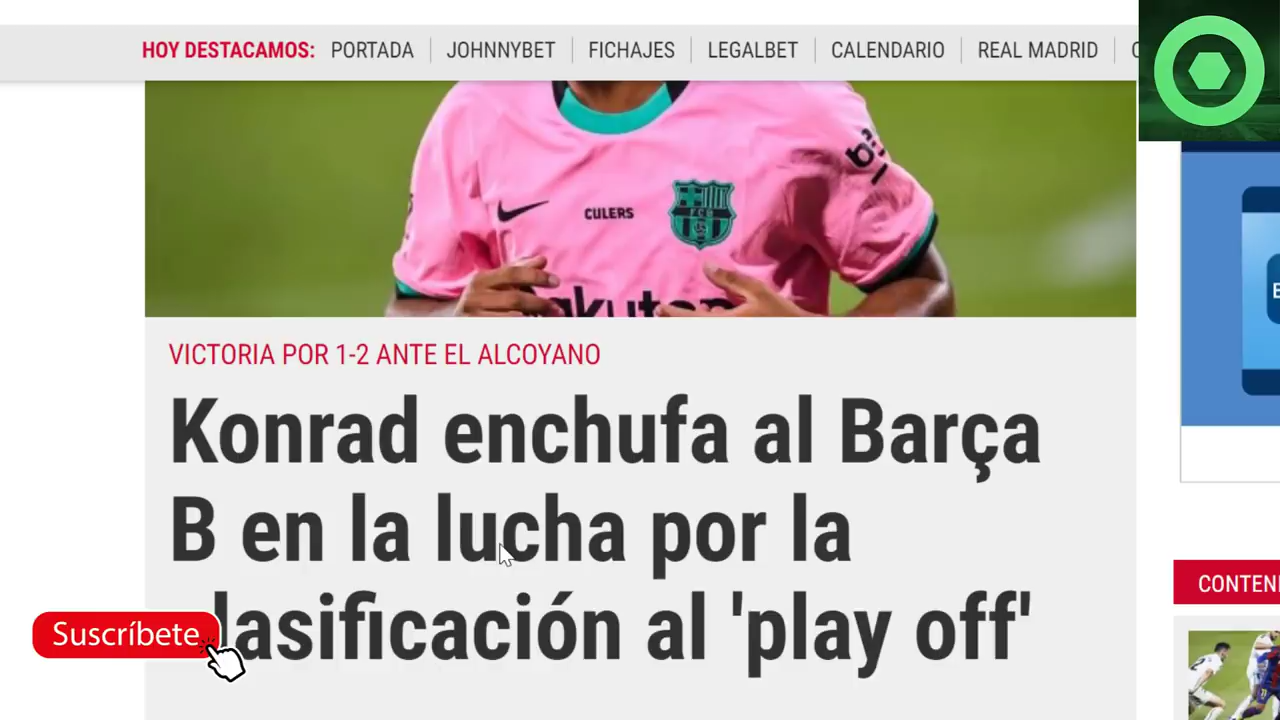 HOY DESTACAMOS: PORTADA JOHNNYBET FICHAJES LEGALBET CALENDARIO REAL MADRID
CULERS
FCB
VICTORIA POR 1-2 ANTE EL ALCOYANO
Konrad enchufa al Barça
B en la lucha por la
lasificación al 'play off'
Suscríbete
CONTEN